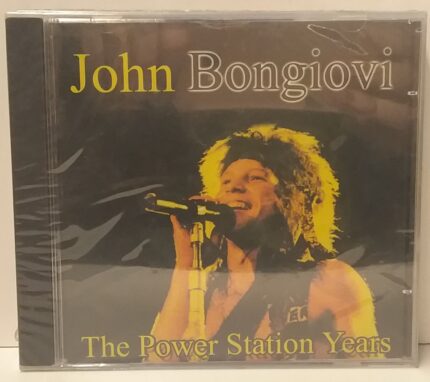 John Bongiovi
The Power Station Years